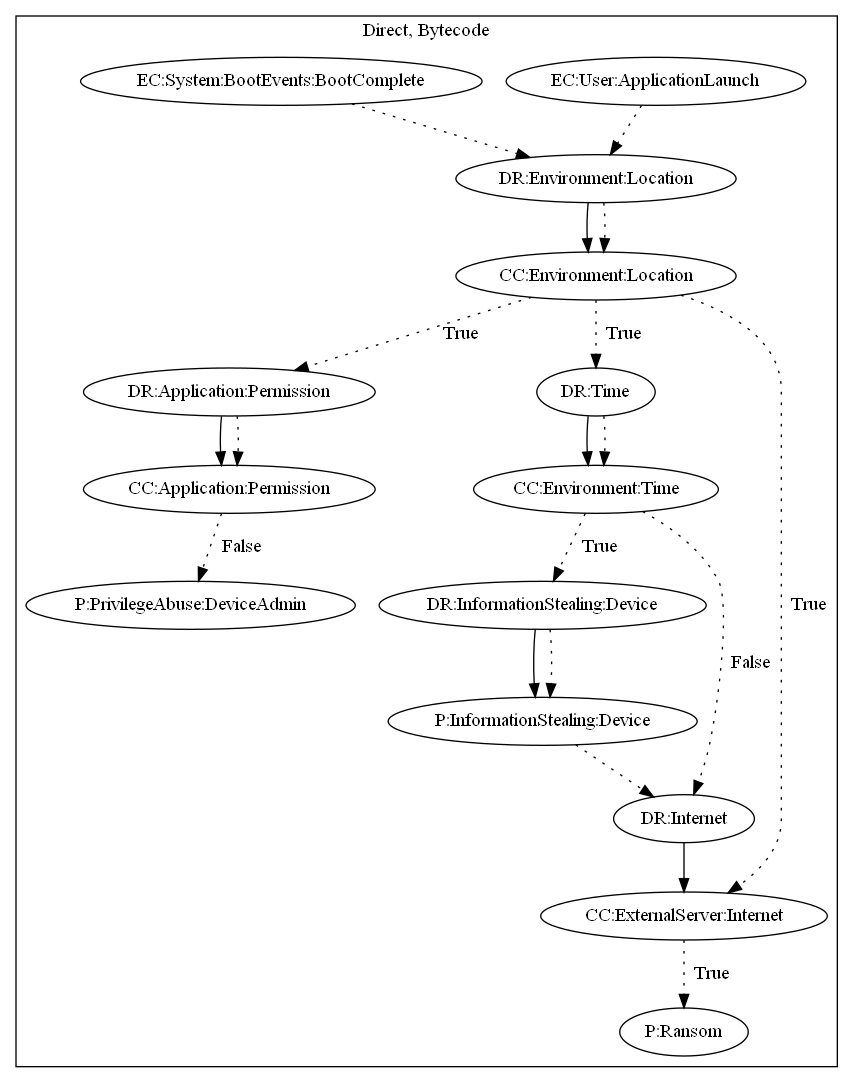 Direct, Bytecode
EC:System:BootEvents:BootComplete
EC:User:ApplicationLaunch
DR:Environment:Location
CC:Environment:Location
True
True
DR:Application:Permission
DR:Time
CC:Application:Permission
CC:Environment:Time
False
True
P:PrivilegeAbuse:DeviceAdmin
DR:InformationStealing:Device
True
False
P:InformationStealing:Device
DR:Internet
CC:ExternalServer:Internet
True
P:Ransom